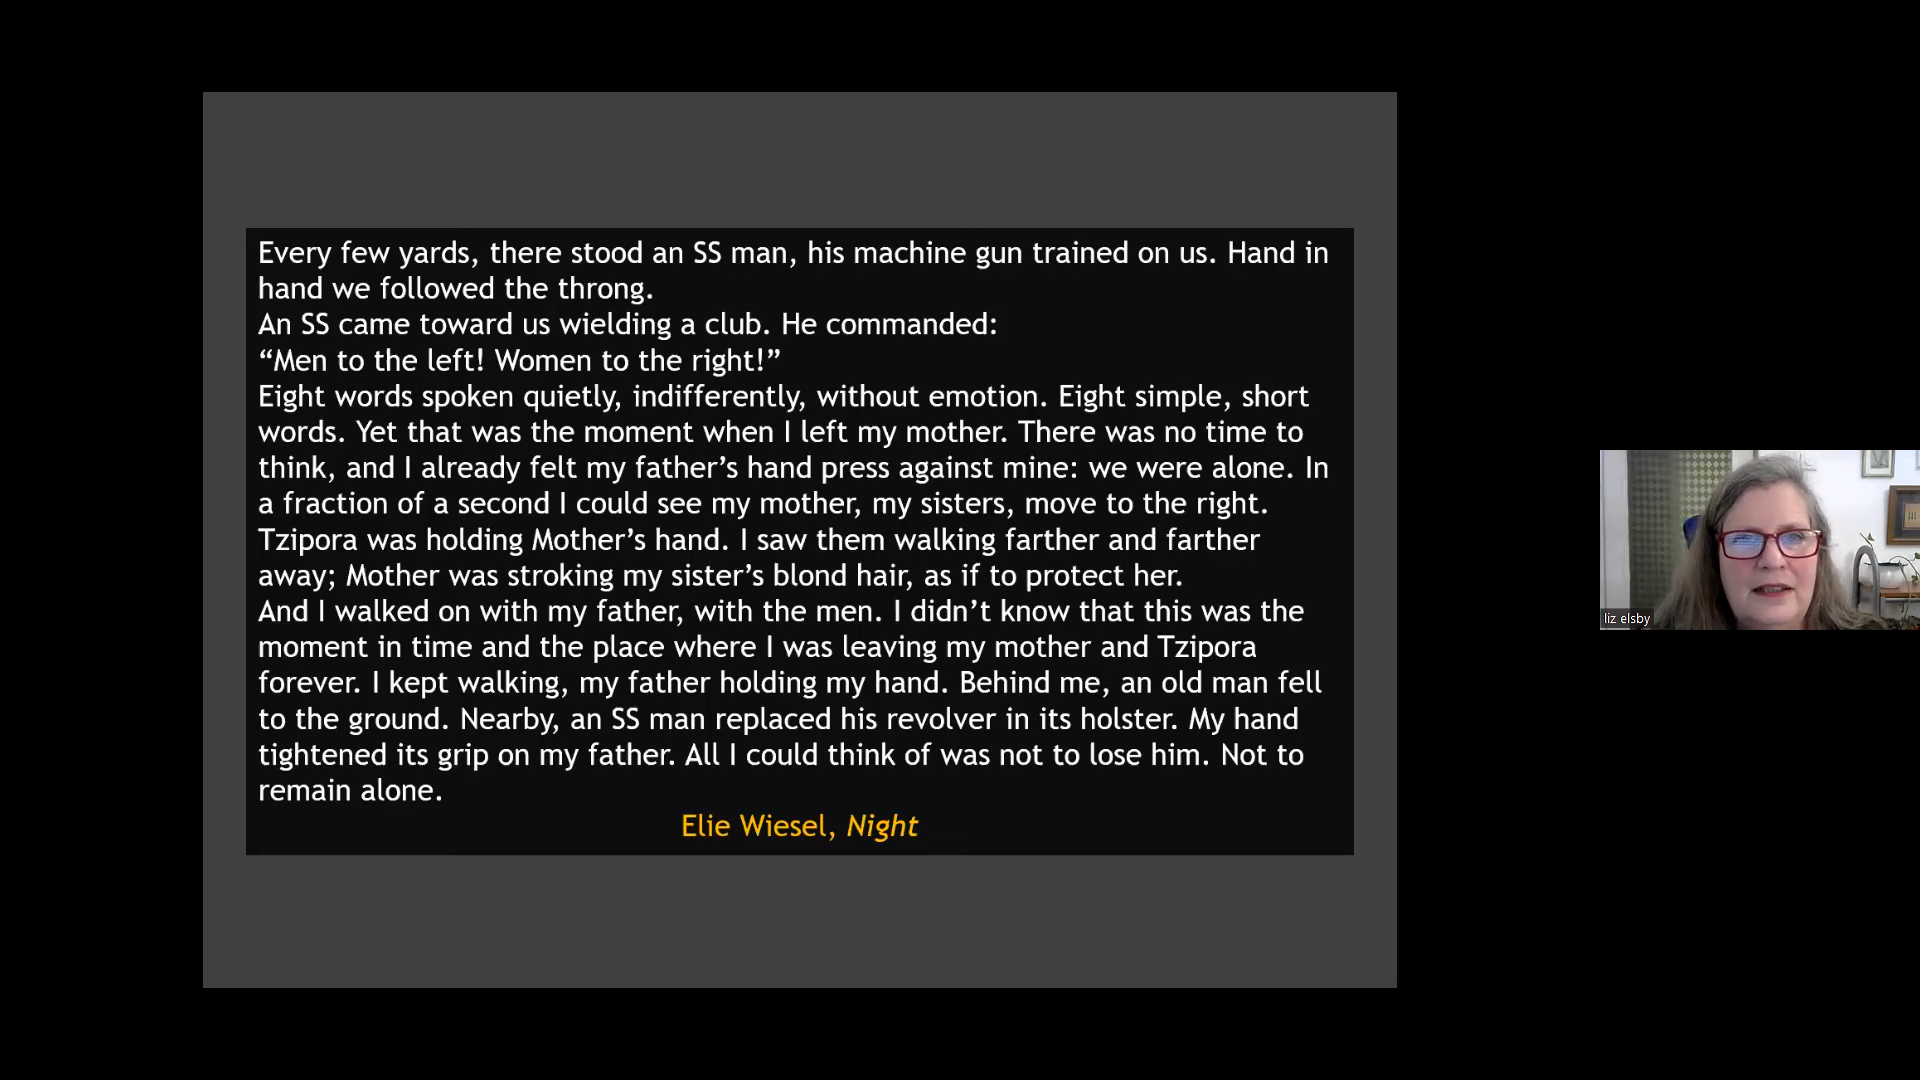 Every few yards, there stood an SS man, his machine gun trained on us. Hand in
hand we followed the throng.
An SS came toward us wielding a club. He commanded:
“Men to the left! Women to the right!”
Eight words spoken quietly, indifferently, without emotion. Eight simple, short
words. Yet that was the moment when I left my mother. There was no time to
think, and I already felt my father’s hand press against mine: we were alone. In
a fraction of a second I could see my mother, my sisters, move to the right.
Tzipora was holding Mother’s hand. I saw them walking farther and farther
away; Mother was stroking my sister’s blond hair, as if to protect her.
And I walked on with my father, with the men. I didn’t know that this was the
moment in time and the place where I was leaving my mother and Tzipora
forever. I kept walking, my father holding my hand. Behind me, an old man fell
to the ground. Nearby, an SS man replaced his revolver in its holster. My hand
tightened its grip on my father. All I could think of was not to lose him. Not to
remain alone.
Elie Wiesel, Night
liz elsby